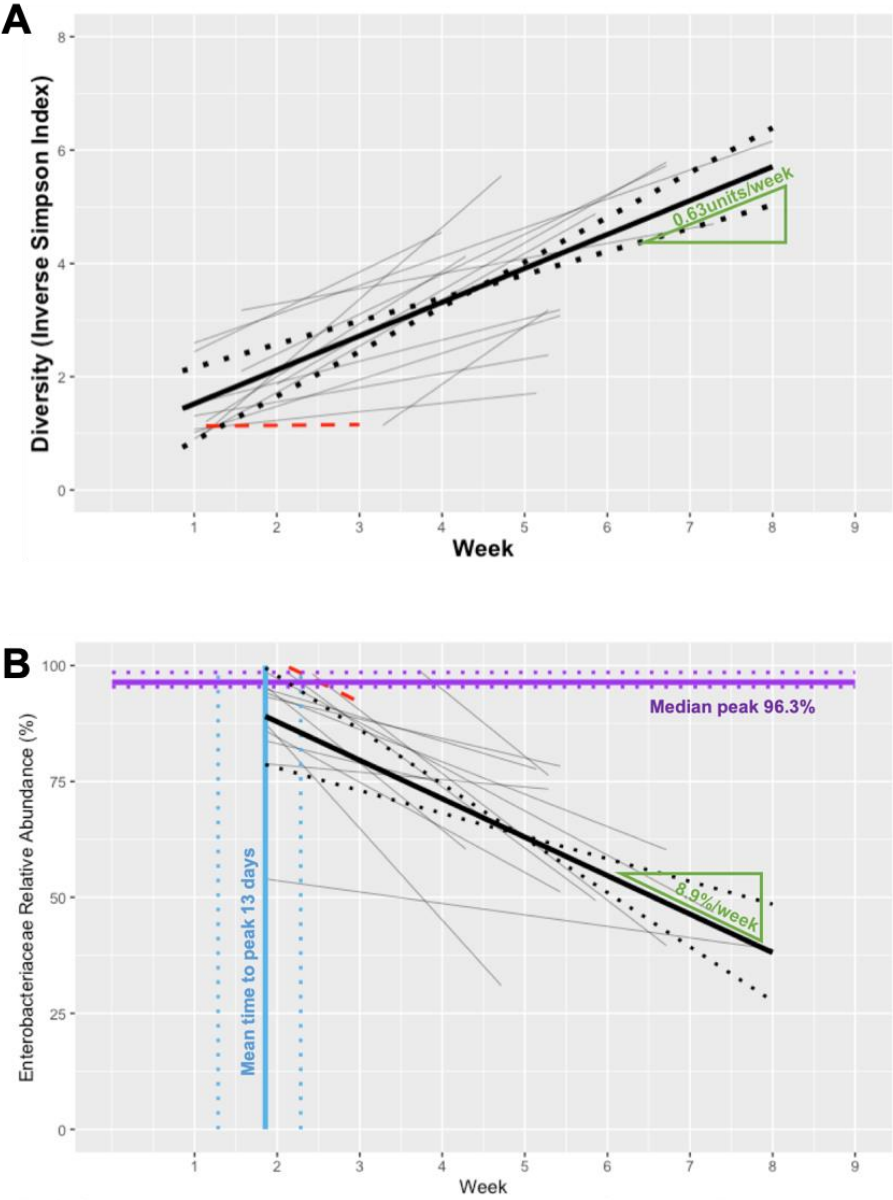 A
8
6
4
2
0
Diversity (Inverse Simpson Index)
0.63units/week
1 2 3 4 5 6 7 8 9
Week
B
100
75
50
25
0
Enterobacteriaceae Relative Abundance (%)
Median peak 96.3%
Mean time to peak 13 days
8.9%/week
1 2 3 4 5 6 7 8 9
Week